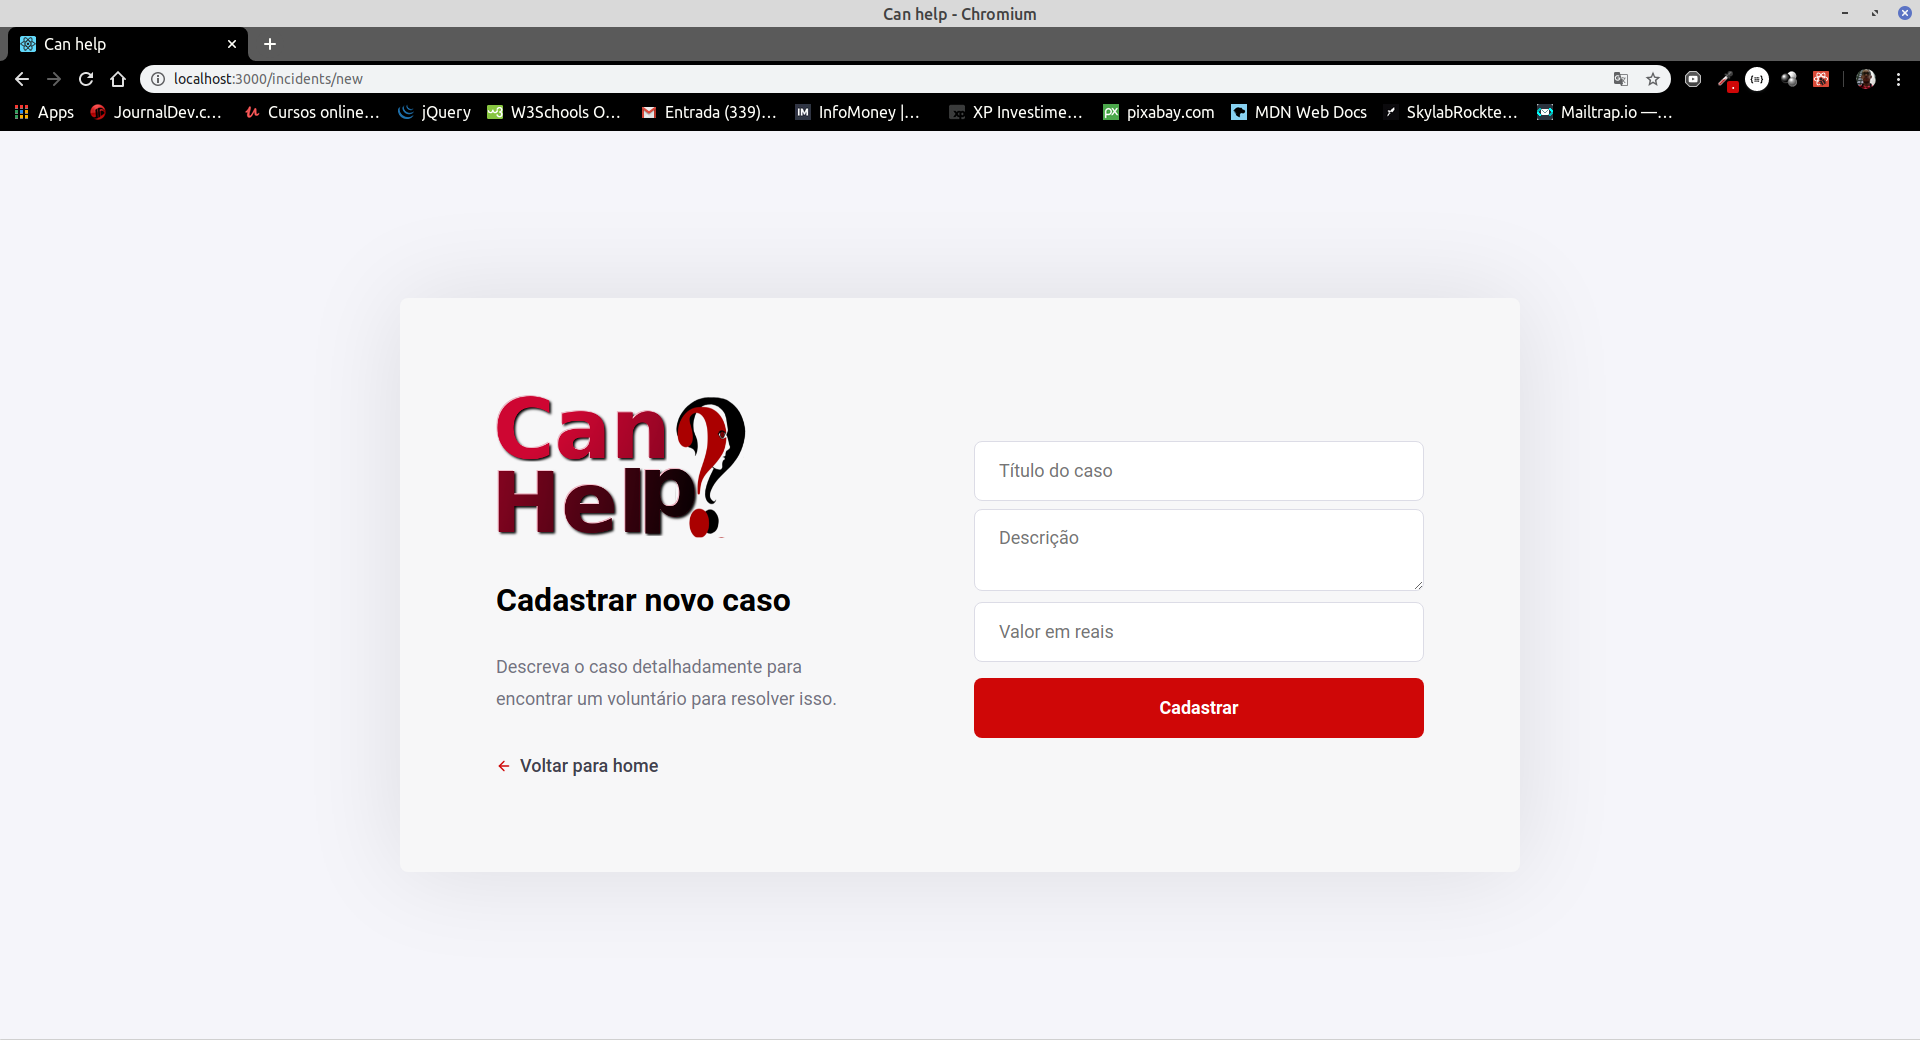 Can help - Chromium
Can help
localhost:3000/incidents/new
Apps JournalDev.c... Cursos online... jQuery W3Schools O... Entrada (339)... InfoMoney |... XP Investime... pixabay.com MDN Web Docs SkylabRockte... Mailtrap.io —...
Can
Help?
Cadastrar novo caso
Descreva o caso detalhadamente para
encontrar um voluntário para resolver isso.
Voltar para home
Título do caso
Descrição
Valor em reais
Cadastrar